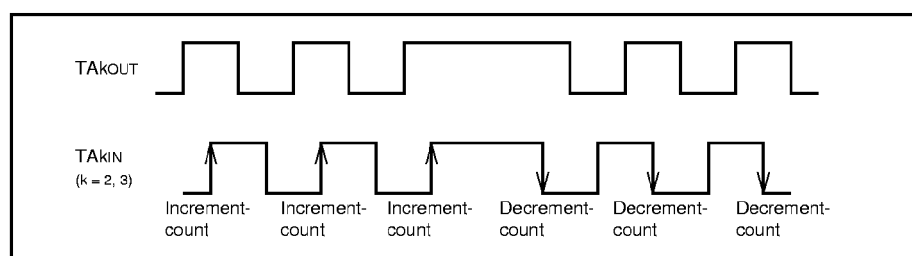 TAkOUT
TAkIN
(k = 2, 3)
Increment-
count
Increment-
count
Increment-
count
Decrement-
count
Decrement-
count
Decrement-
count